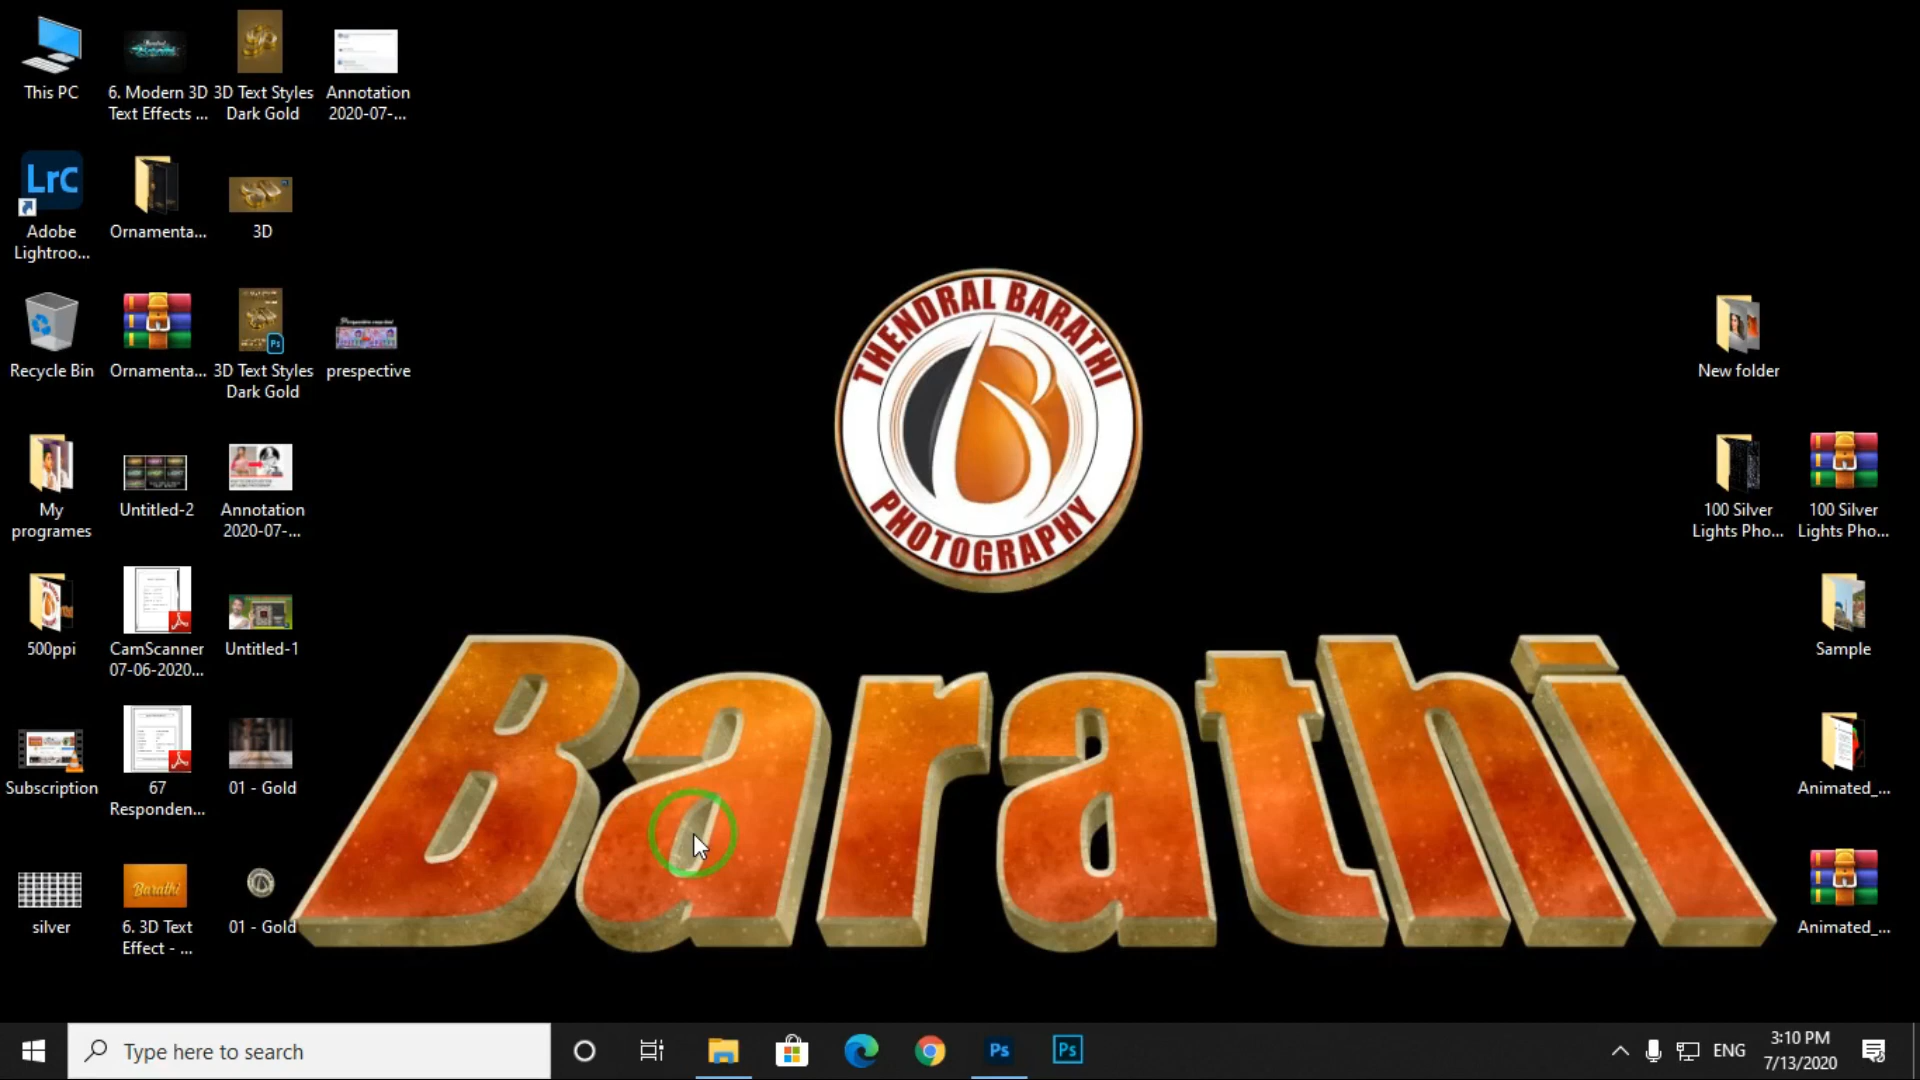 This PC
6. Modern 3D
Text Effects ...
3D Text Styles
Dark Gold
Annotation
2020-07-...
LrC
Adobe
Lightroo...
Ornamenta...
3D
Recycle Bin
Ornamenta...
3D Text Styles
Dark Gold
prespective
My
programes
Untitled-2
Annotation
2020-07-...
500ppi
CamScanner
07-06-2020...
Untitled-1
Subscription
67
Responden...
01 - Gold
silver
Barathi
6. 3D Text
Effect - ...
01 - Gold
THENDRAL BARATHI
PHOTOGRAPHY
Barathi
New folder
100 Silver
Lights Pho...
100 Silver
Lights Pho...
Sample
Animated_...
Animated_...
Type here to search
Ps
Ps
ENG
3:10 PM
7/13/2020